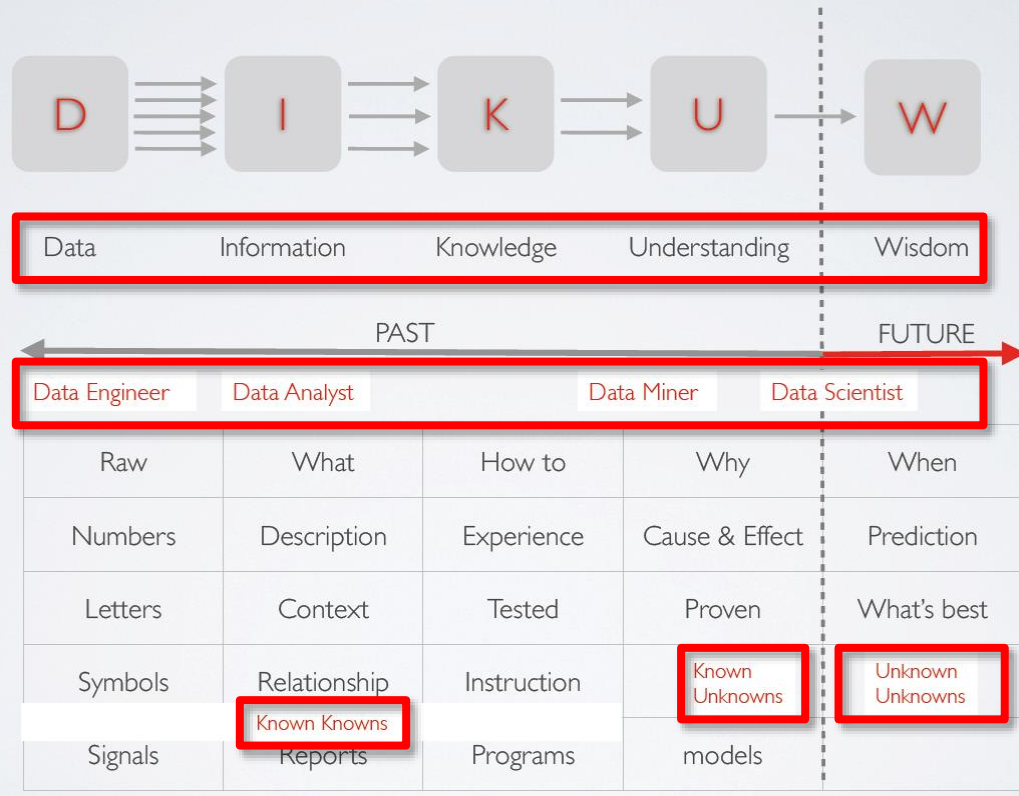 D I K U W
Data Information Knowledge Understanding Wisdom
PAST FUTURE
Data Engineer Data Analyst Data Miner Data Scientist
Raw What How to Why When
Numbers Description Experience Cause & Effect Prediction
Letters Context Tested Proven What's best
Symbols Relationship Instruction Known Unknowns Unknown Unknowns
Known Knowns
Signals Reports Programs models